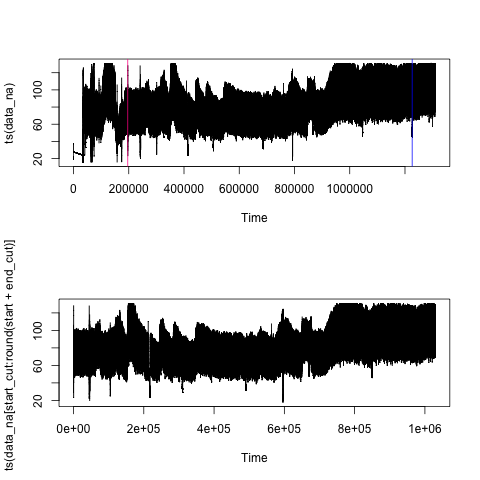 ts(data_na)
20 60 100
0 200000 400000 600000 800000 1000000
Time
ts(data_na[start_cut:round(start + end_cut)]
20 60 100
0e+00 2e+05 4e+05 6e+05 8e+05 1e+06
Time